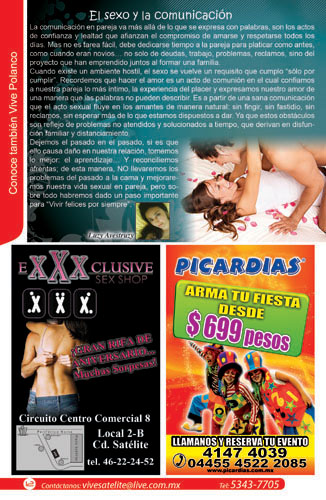 El sexo y la comunicación
La comunicación en pareja va más allá de lo que se expresa con palabras, son los actos
de confianza y lealtad que afianzan el compromiso de amarse y respetarse todos los
días. Mas no es tarea fácil, debe dedicarse tiempo a la pareja para platicar como antes,
como cuándo eran novios... no solo de deudas, trabajo, problemas, reclamos, sino del
proyecto que han emprendido juntos al formar una familia.
Cuando existe un ambiente hostil, el sexo se vuelve un requisito que cumplir "sólo por
cumplir". Recordemos que hacer el amor es un acto de comunión en el cual confiamos
a nuestra pareja lo más intimo, la experiencia del placer y expresamos nuestro amor de
una manera que las palabras no pueden describir. Es a partir de una sana comunicación
que el acto sexual fluye en los amantes de manera natural: sin fingir, sin fastidio, sin
reclamos, sin esperar más de lo que estamos dispuestos a dar. Ya que estos obstáculos
son reflejo de problemas no atendidos y solucionados a tiempo, que derivan en disfun-
ción familiar y distanciamiento.
Dejemos el pasado en el pasado, si es que
ello causa daño en nuestra relación, tomemos
lo mejor: el aprendizaje... Y reconciliemos
afrentas; de esta manera, NO llevaremos los
problemas del pasado a la cama y mejorare-
mos nuestra vida sexual en pareja, pero so-
bre todo habremos dado un paso importante
para "Vivir felices por siempre".
Conoce también Vive Polanco
EXXXCLUSIVE
SEX SHOP
.XXX.
¡GRAN RIFA DE
ANIVERSARIO...
Muchas Sorpresas!
Circuito Centro Comercial 8
Local 2-B
Cd. Satélite
tel. 46-22-24-52
PICARDIAS
ARMA TU FIESTA
DESDE
$ 699 pesos
LLAMANOS Y RESERVA TU EVENTO
4147 4039
04455 4522 2085
www.picardias.com.mx
Contáctanos: vivesatelite@live.com.mx
Tel: 5343-7705